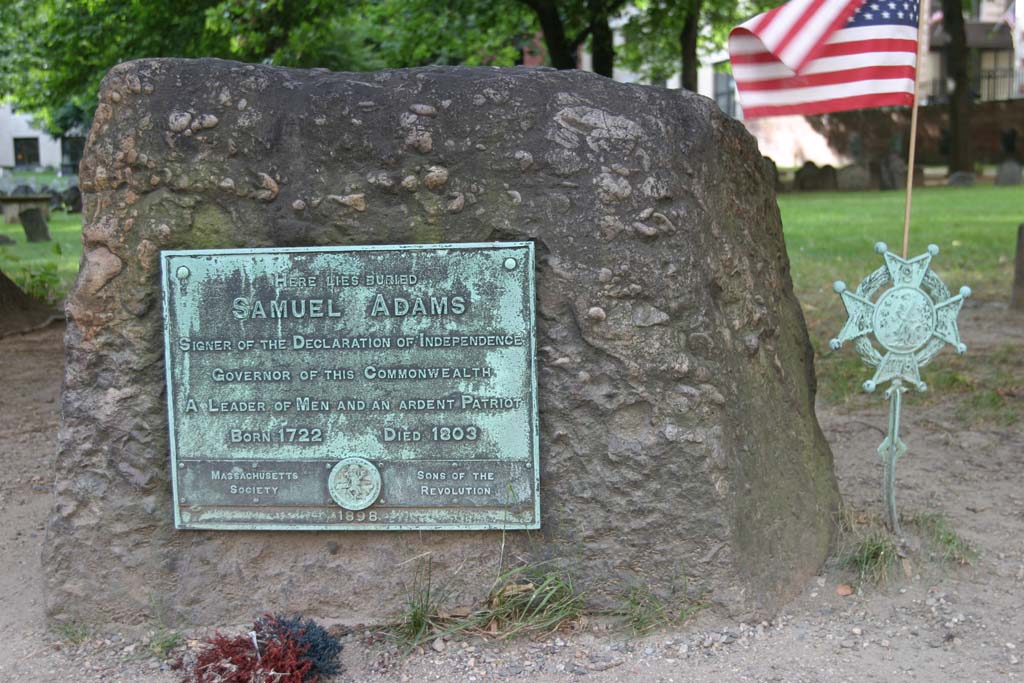 Here lies buried
Samuel Adams
Signer of the Declaration of Independence
Governor of this Commonwealth
A Leader of Men and an ardent Patriot
Born 1722 Died 1803
Massachusetts Society
Sons of the Revolution
1898